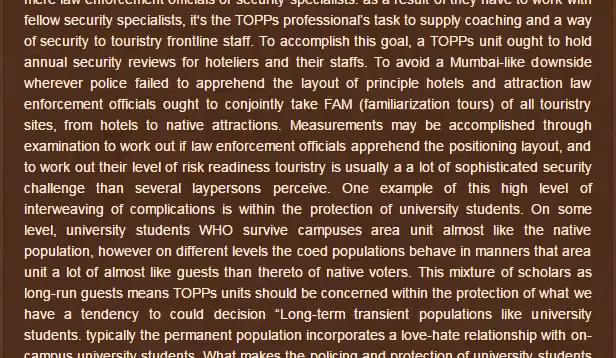 mere law enforcement officials or security specialists. as a result of they have to work with
fellow security specialists, it's the TOPPs professional's task to supply coaching and a way
of security to touristry frontline staff. To accomplish this goal, a TOPPs unit ought to hold
annual security reviews for hoteliers and their staffs. To avoid a Mumbai-like downside
wherever police failed to apprehend the layout of principle hotels and attraction law
enforcement officials ought to conjointly take FAM (familiarization tours) of all touristry
sites, from hotels to native attractions. Measurements may be accomplished through
examination to work out if law enforcement officials apprehend the positioning layout, and
to work out their level of risk readiness touristry is usually a a lot of sophisticated security
challenge than several laypersons perceive. One example of this high level of
interweaving of complications is within the protection of university students. On some
level, university students WHO survive campuses area unit almost like the native
population, however on different levels the coed populations behave in manners that area
unit a lot of almost like guests than thereto of native voters. This mixture of scholars as
long-run guests means TOPPs units should be concerned within the protection of what we
have a tendency to could decision “Long-term transient populations like university
students. typically the permanent population incorporates a love-hate relationship with on-
campus university students. What makes the policing and protection of university students